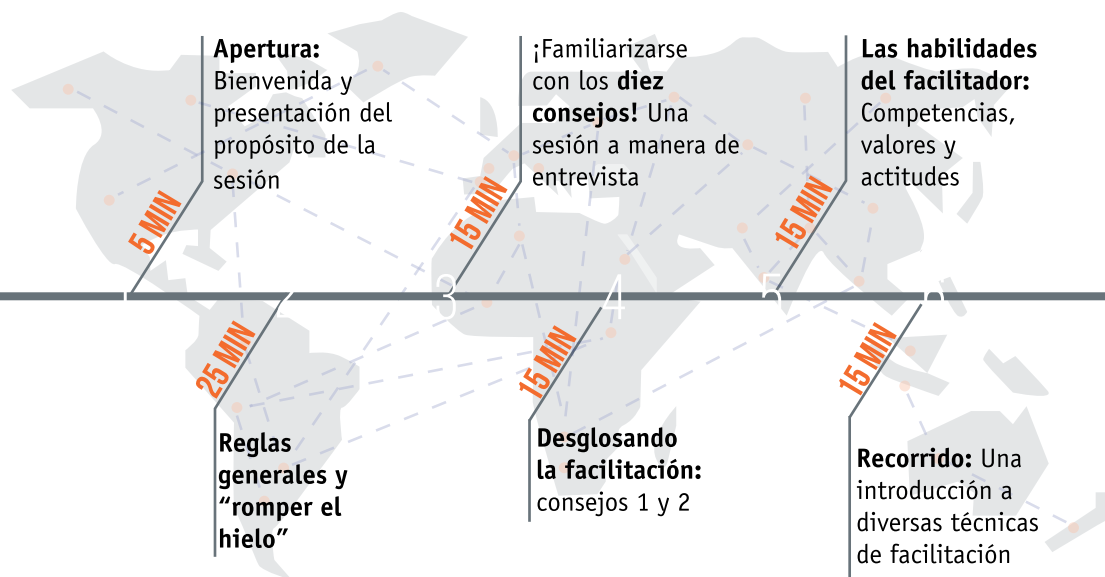 Apertura:
Bienvenida y
presentación del
propósito de la
sesión
5 MIN
1
25 MIN
Reglas
generales y
“romper el
hielo”
2
¡Familiarizarse
con los diez
consejos! Una
sesión a manera de
entrevista
15 MIN
3
15 MIN
Desglosando
la facilitación:
consejos 1 y 2
4
Las habilidades
del facilitador:
Competencias,
valores y
actitudes
15 MIN
5
15 MIN
Recorrido: Una
introducción a
diversas técnicas
de facilitación
6